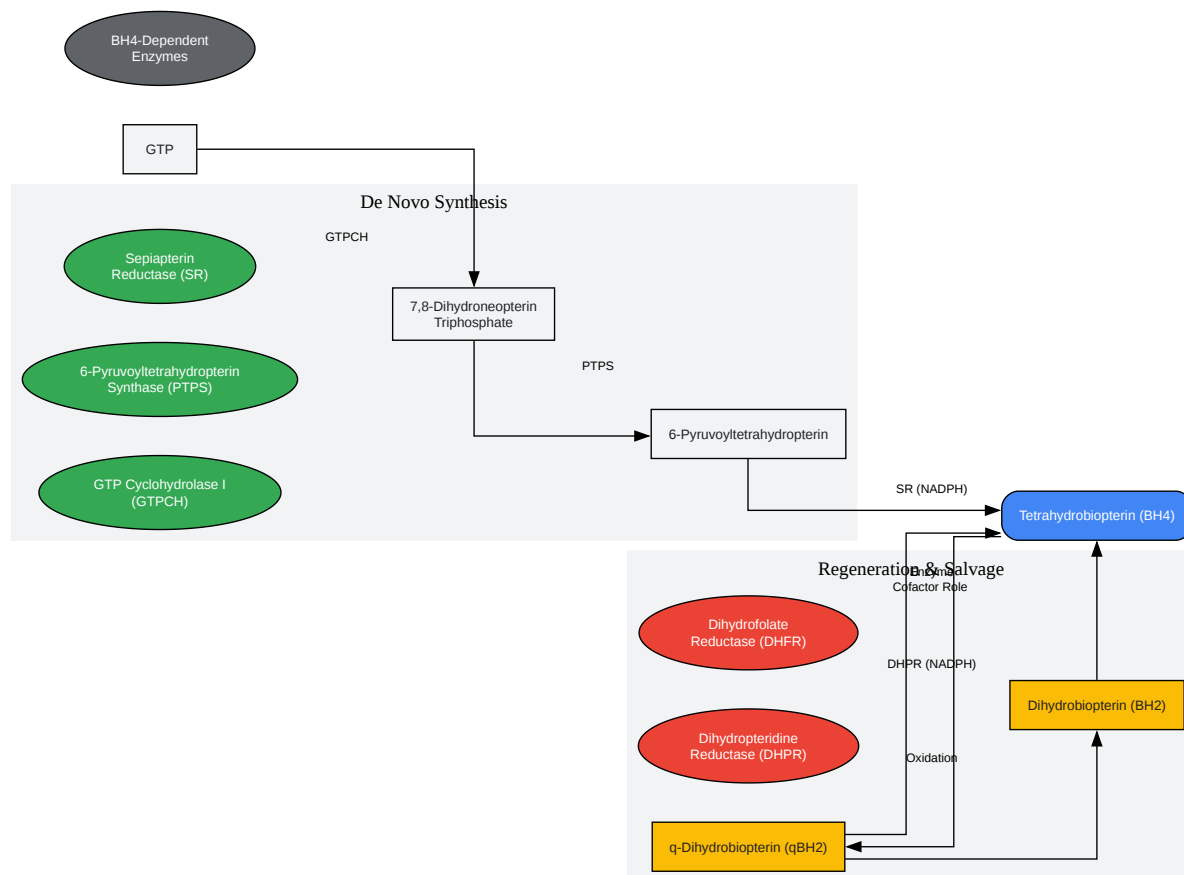 BH4-Dependent
Enzymes
GTP
De Novo Synthesis
GTPCH
Sepiapterin
Reductase (SR)
7,8-Dihydroneopterin
Triphosphate
PTPS
6-Pyruvoyltetrahydropterin
Synthase (PTPS)
6-Pyruvoyltetrahydropterin
GTP Cyclohydrolase I
(GTPCH)
SR (NADPH)
Tetrahydrobiopterin (BH4)
Regeneration & Salvage
Enzyme
Cofactor Role
Dihydrofolate
Reductase (DHFR)
DHPR (NADPH)
Dihydrobiopterin (BH2)
Dihydropteridine
Reductase (DHPR)
Oxidation
q-Dihydrobiopterin (qBH2)